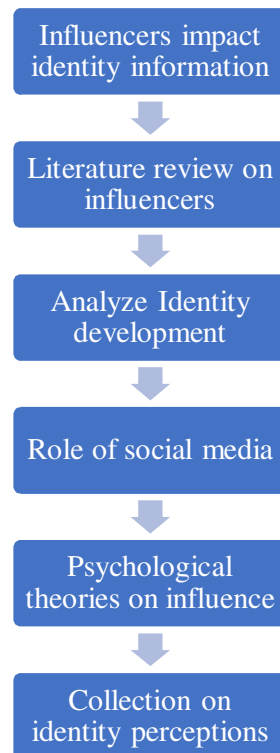 Influencers impact
identity information
Literature review on
influencers
Analyze Identity
development
Role of social media
Psychological
theories on influence
Collection on
identity perceptions